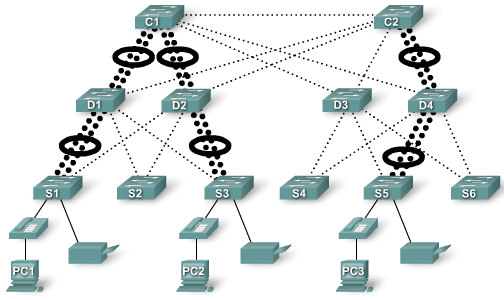 C1 C2
D1 D2 D3 D4
S1 S2 S3 S4 S5 S6
PC1 PC2 PC3